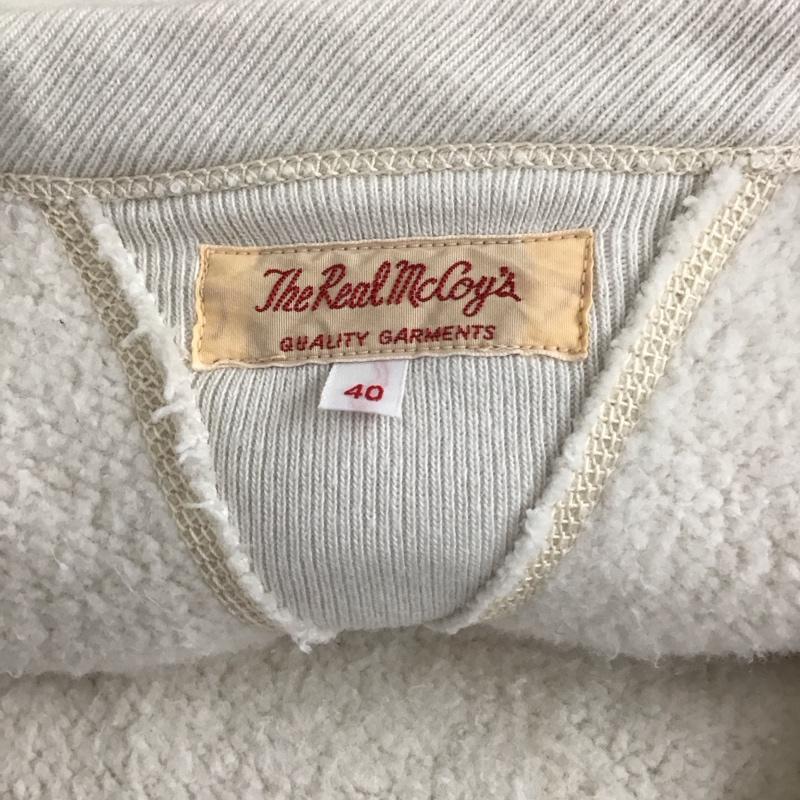 The Real McCoy's
QUALITY GARMENTS
40